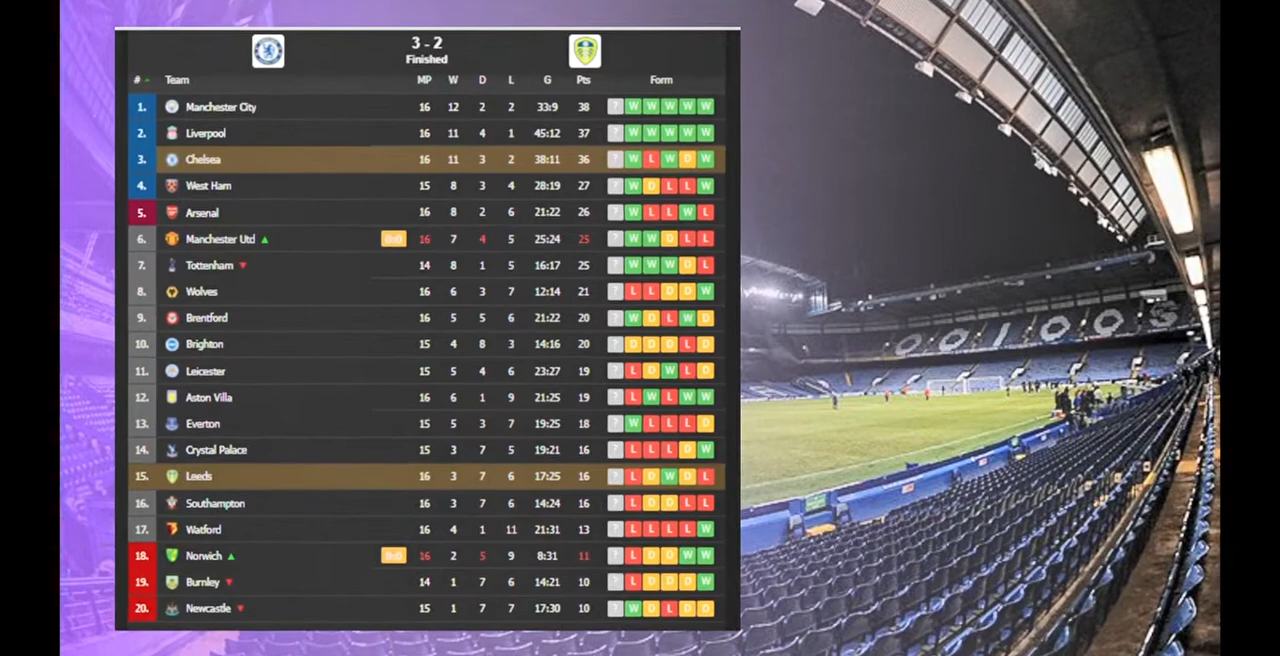 3 - 2
Finished
# Team MP W D L G Pts Form
1. Manchester City 16 12 2 2 33:9 38 ? W W W W W
2. Liverpool 16 11 4 1 45:12 37 ? W W W W W
3. Chelsea 16 11 3 2 38:11 36 ? W L W D W
4. West Ham 15 8 3 4 28:19 27 ? W D L L W
5. Arsenal 16 8 2 6 21:22 26 ? W L L W L
6. Manchester Utd 0:0 16 7 4 5 25:24 25 ? W W D L L
7. Tottenham 14 8 1 5 16:17 25 ? W W W D L
8. Wolves 16 6 3 7 12:14 21 ? L L D D W
9. Brentford 16 5 5 6 21:22 20 ? W D L W D
10. Brighton 15 4 8 3 14:16 20 ? D D D L D
11. Leicester 15 5 4 6 23:27 19 ? L D W L D
12. Aston Villa 16 6 1 9 21:25 19 ? L W L W W
13. Everton 15 5 3 7 19:25 18 ? W L L L D
14. Crystal Palace 15 3 7 5 19:21 16 ? L L L D W
15. Leeds 16 3 7 6 17:25 16 ? L D W D L
16. Southampton 16 3 7 6 14:24 16 ? L D D L L
17. Watford 16 4 1 11 21:31 13 ? L L L L W
18. Norwich 0:0 16 2 5 9 8:31 11 ? L D D W W
19. Burnley 14 1 7 6 14:21 10 ? L D D D W
20. Newcastle 15 1 7 7 17:30 10 ? W D L D D